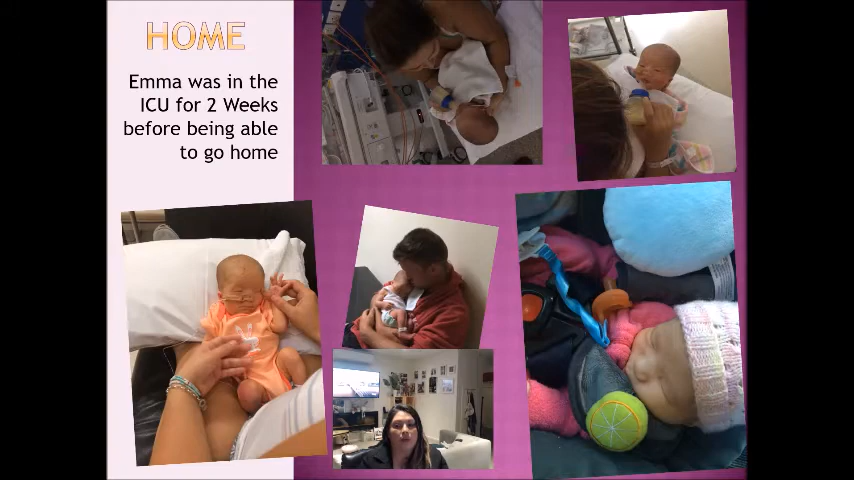 HOME
Emma was in the
ICU for 2 Weeks
before being able
to go home